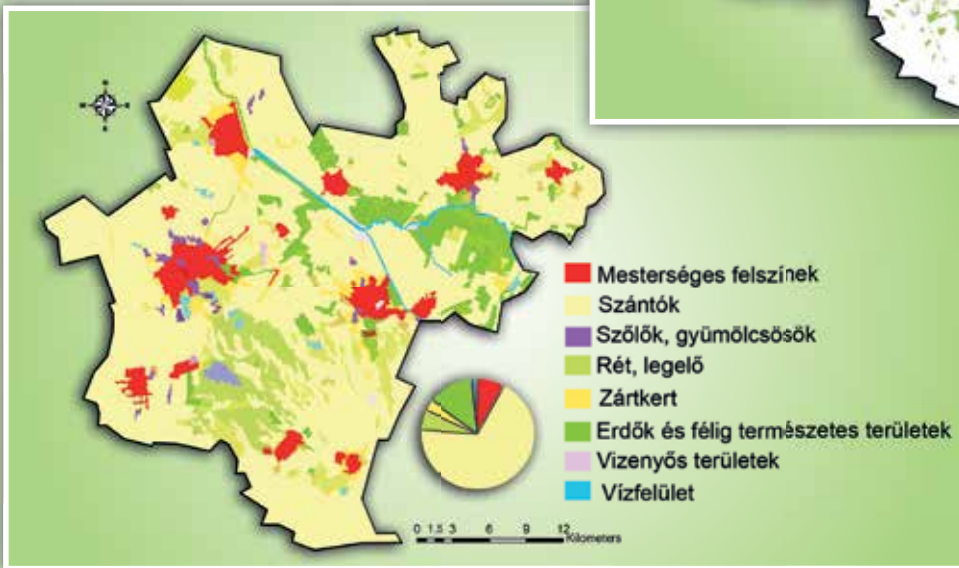 Mesterséges felszínek
Szántók
Szőlők, gyümölcsösök
Rét, legelő
Zártkert
Erdők és félig természetes területek
Vizenyős területek
Vízfelület
0 1.5 3 6 9 12
Kilometers